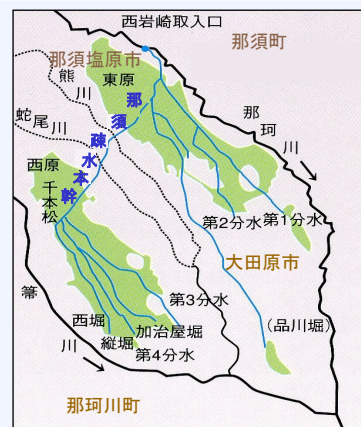 西岩崎取入口
那須町
那須塩原市
東原
熊川
蛇尾川
那珂川
那須疎水本幹
西原
千本松
第2分水
第1分水
大田原市
箒川
第3分水
(品川堀)
西堀
加治屋堀
縦堀
第4分水
那珂川町